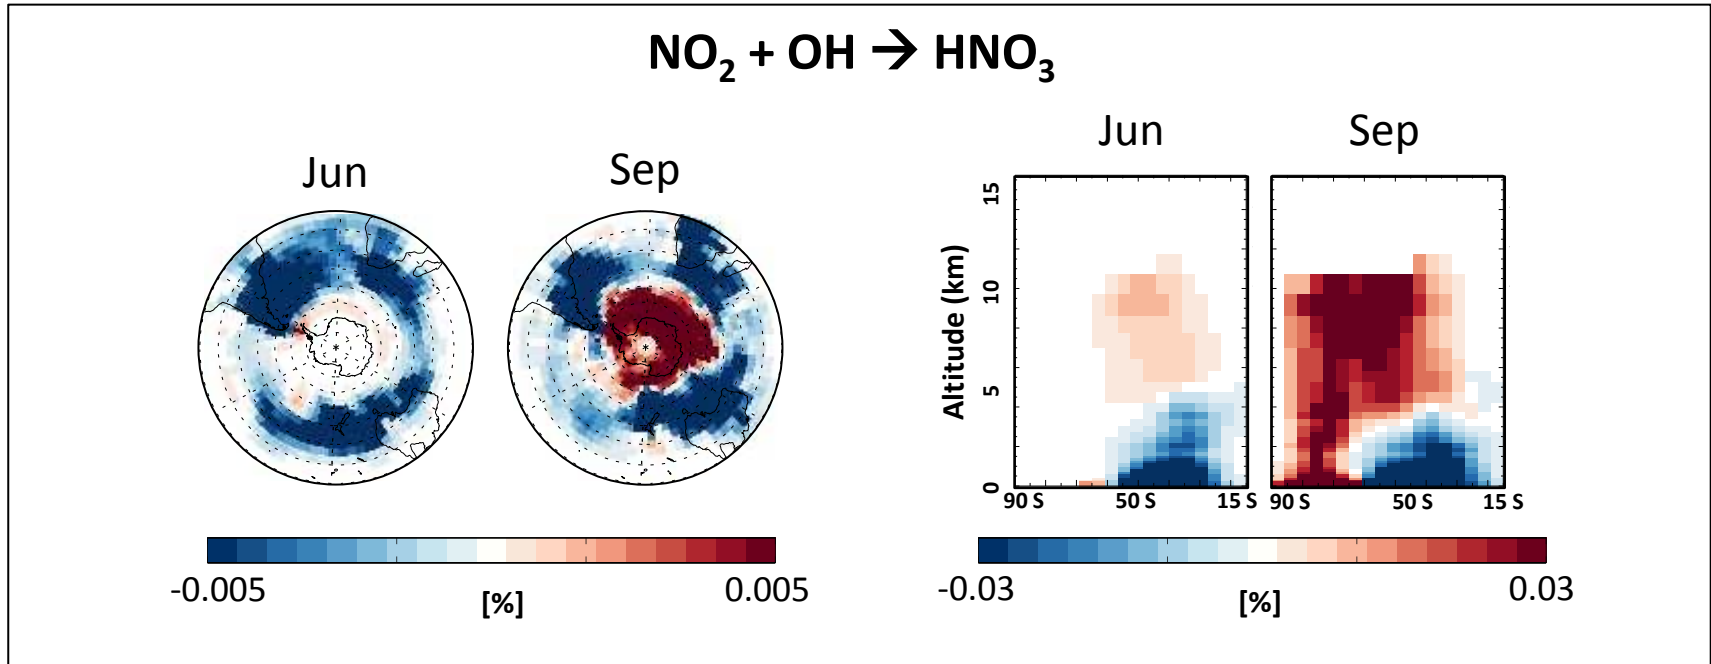 NO₂ + OH → HNO₃
Jun
Sep
-0.005
[%]
0.005
Jun
Sep
Altitude (km)
15
10
5
0
90 S
50 S
15 S
90 S
50 S
15 S
-0.03
[%]
0.03